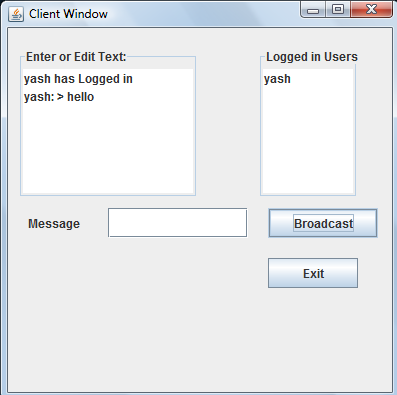 Client Window
Enter or Edit Text:
yash has Logged in
yash: > hello
Logged in Users
yash
Message
Broadcast
Exit